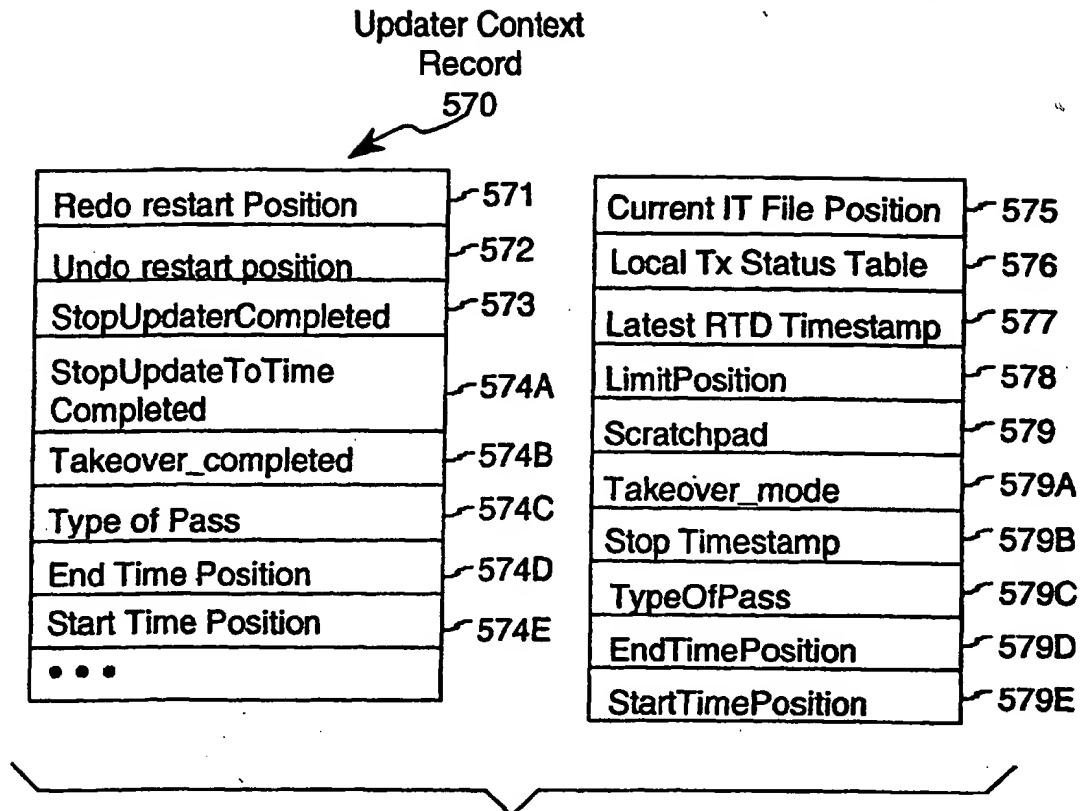 Updater Context
Record
570
Redo restart Position 571
Undo restart position 572
StopUpdaterCompleted 573
StopUpdateToTime
Completed 574A
Takeover_completed 574B
Type of Pass 574C
End Time Position 574D
Start Time Position 574E
• • •
Current IT File Position 575
Local Tx Status Table 576
Latest RTD Timestamp 577
LimitPosition 578
Scratchpad 579
Takeover_mode 579A
Stop Timestamp 579B
TypeOfPass 579C
EndTimePosition 579D
StartTimePosition 579E